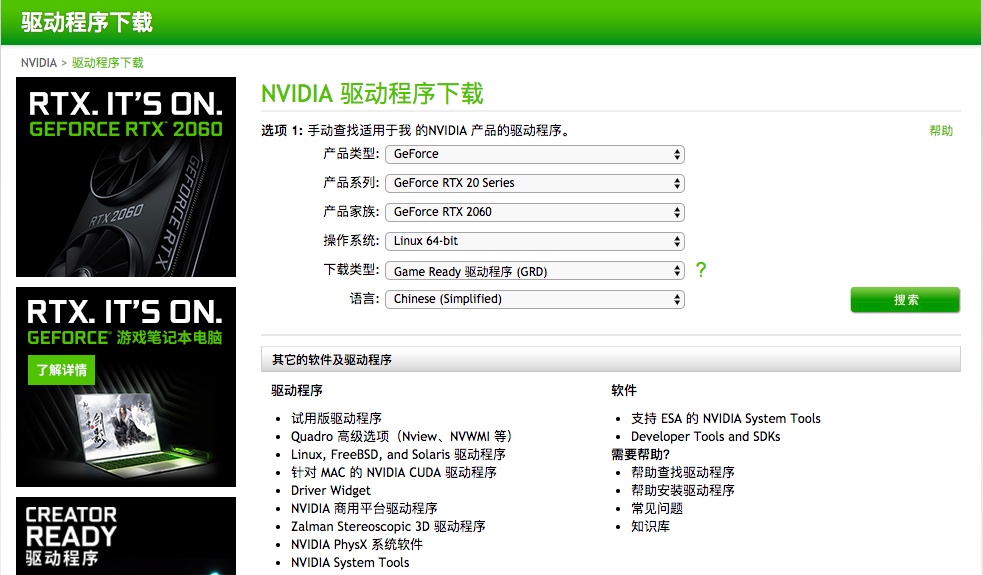 驱动程序下载
NVIDIA > 驱动程序下载
RTX. IT'S ON.
GEFORCE RTX™ 2060
RTX 2060
GEFORCE RTX
RTX. IT'S ON.
GEFORCE® 游戏笔记本电脑
了解详情
CREATOR
READY
驱动程序
NVIDIA 驱动程序下载
选项 1: 手动查找适用于我 的NVIDIA 产品的驱动程序。
帮助
产品类型: GeForce
产品系列: GeForce RTX 20 Series
产品家族: GeForce RTX 2060
操作系统: Linux 64-bit
下载类型: Game Ready 驱动程序 (GRD) ?
语言: Chinese (Simplified)
搜索
其它的软件及驱动程序
驱动程序
• 试用版驱动程序
• Quadro 高级选项（Nview、NVWMI 等）
• Linux, FreeBSD, and Solaris 驱动程序
• 针对 MAC 的 NVIDIA CUDA 驱动程序
• Driver Widget
• NVIDIA 商用平台驱动程序
• Zalman Stereoscopic 3D 驱动程序
• NVIDIA PhysX 系统软件
• NVIDIA System Tools
软件
• 支持 ESA 的 NVIDIA System Tools
• Developer Tools and SDKs
需要帮助?
• 帮助查找驱动程序
• 帮助安装驱动程序
• 常见问题
• 知识库